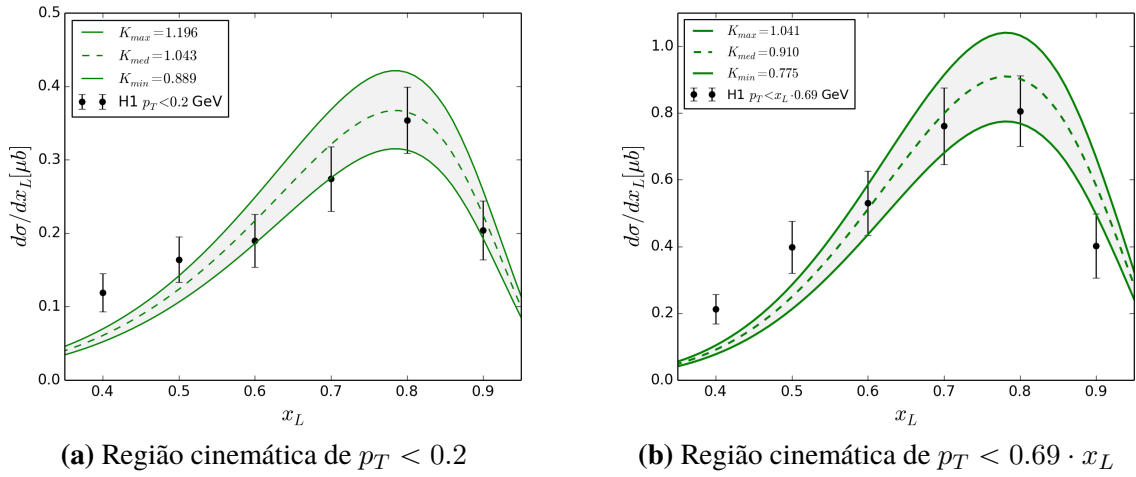 K_max=1.196
K_med=1.043
K_min=0.889
H1 p_T<0.2 GeV
0.5
0.4
0.3
0.2
0.1
0.0
dσ/dx_L[μb]
0.4 0.5 0.6 0.7 0.8 0.9
x_L
(a) Região cinemática de p_T < 0.2
K_max=1.041
K_med=0.910
K_min=0.775
H1 p_T<x_L·0.69 GeV
1.0
0.8
0.6
0.4
0.2
0.0
dσ/dx_L[μb]
0.4 0.5 0.6 0.7 0.8 0.9
x_L
(b) Região cinemática de p_T < 0.69 · x_L